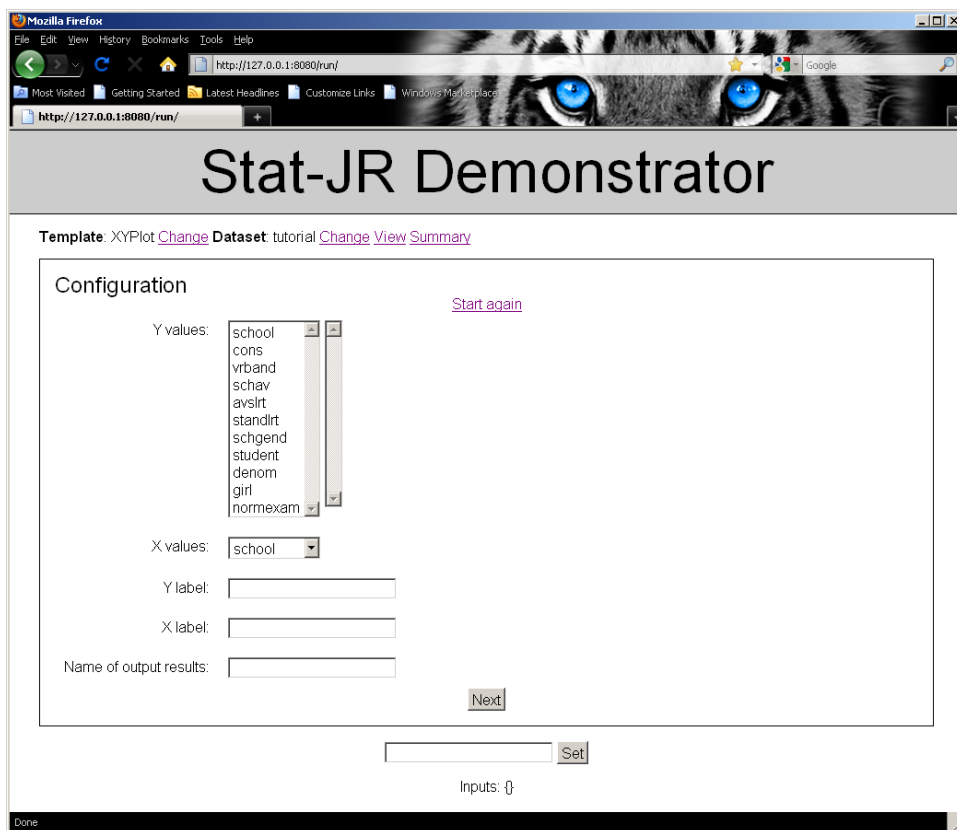 Mozilla Firefox
File Edit View History Bookmarks Tools Help
http://127.0.0.1:8080/run/
Google
Most Visited Getting Started Latest Headlines Customize Links Windows Marketplace
http://127.0.0.1:8080/run/ +
Stat-JR Demonstrator
Template: XYPlot Change Dataset: tutorial Change View Summary
Configuration
Start again
Y values:
school
cons
vrband
schav
avslrt
standlrt
schgend
student
denom
girl
normexam
X values: school
Y label:
X label:
Name of output results:
Next
Set
Inputs: {}
Done